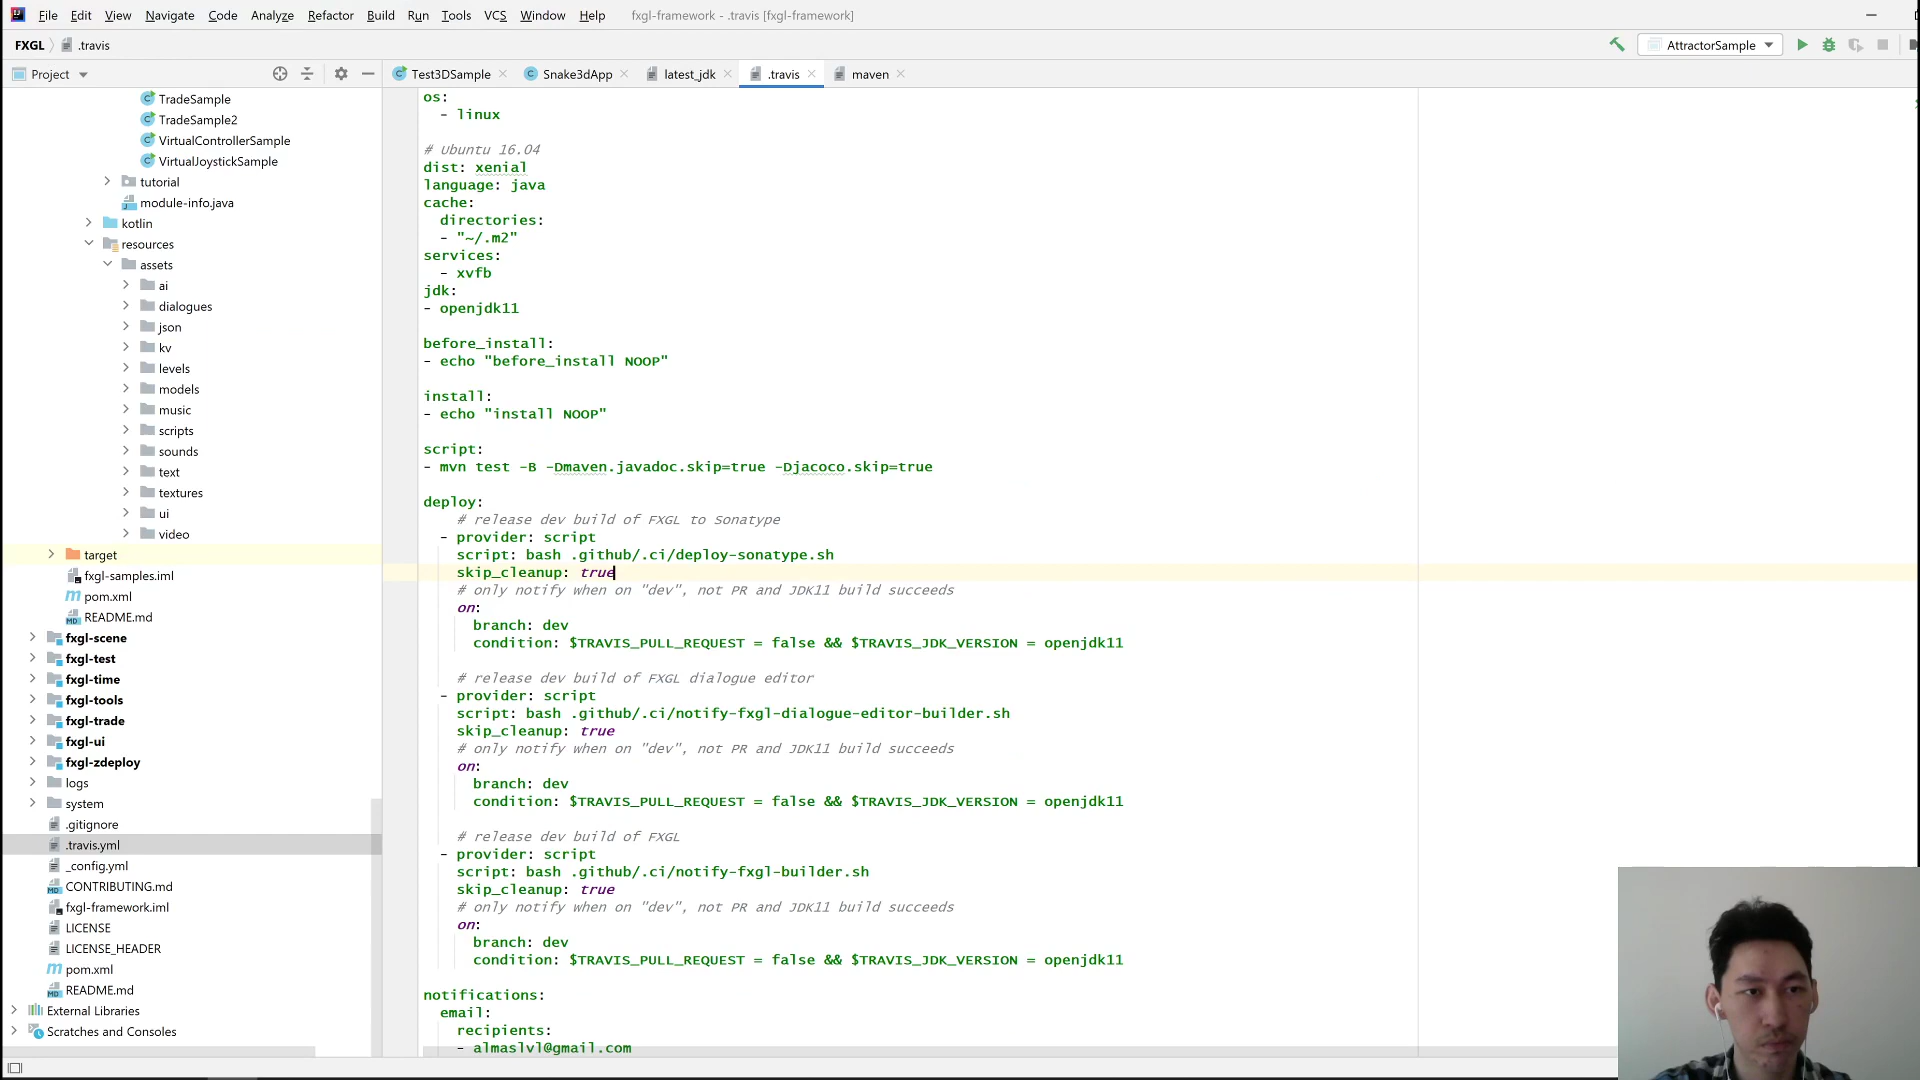 File Edit View Navigate Code Analyze Refactor Build Run Tools VCS Window Help fxgl-framework - .travis [fxgl-framework]
FXGL .travis
AttractorSample
Project
Test3DSample Snake3dApp latest_jdk .travis maven
TradeSample
TradeSample2
VirtualControllerSample
VirtualJoystickSample
tutorial
module-info.java
kotlin
resources
assets
ai
dialogues
json
kv
levels
models
music
scripts
sounds
text
textures
ui
video
target
fxgl-samples.iml
pom.xml
README.md
fxgl-scene
fxgl-test
fxgl-time
fxgl-tools
fxgl-trade
fxgl-ui
fxgl-zdeploy
logs
system
.gitignore
.travis.yml
_config.yml
CONTRIBUTING.md
fxgl-framework.iml
LICENSE
LICENSE_HEADER
pom.xml
README.md
External Libraries
Scratches and Consoles
os:
- linux
# Ubuntu 16.04
dist: xenial
language: java
cache:
directories:
- "~/.m2"
services:
- xvfb
jdk:
- openjdk11
before_install:
- echo "before_install NOOP"
install:
- echo "install NOOP"
script:
- mvn test -B -Dmaven.javadoc.skip=true -Djacoco.skip=true
deploy:
# release dev build of FXGL to Sonatype
- provider: script
script: bash .github/.ci/deploy-sonatype.sh
skip_cleanup: true
# only notify when on "dev", not PR and JDK11 build succeeds
on:
branch: dev
condition: $TRAVIS_PULL_REQUEST = false && $TRAVIS_JDK_VERSION = openjdk11
# release dev build of FXGL dialogue editor
- provider: script
script: bash .github/.ci/notify-fxgl-dialogue-editor-builder.sh
skip_cleanup: true
# only notify when on "dev", not PR and JDK11 build succeeds
on:
branch: dev
condition: $TRAVIS_PULL_REQUEST = false && $TRAVIS_JDK_VERSION = openjdk11
# release dev build of FXGL
- provider: script
script: bash .github/.ci/notify-fxgl-builder.sh
skip_cleanup: true
# only notify when on "dev", not PR and JDK11 build succeeds
on:
branch: dev
condition: $TRAVIS_PULL_REQUEST = false && $TRAVIS_JDK_VERSION = openjdk11
notifications:
email:
recipients:
- almaslvl@gmail.com